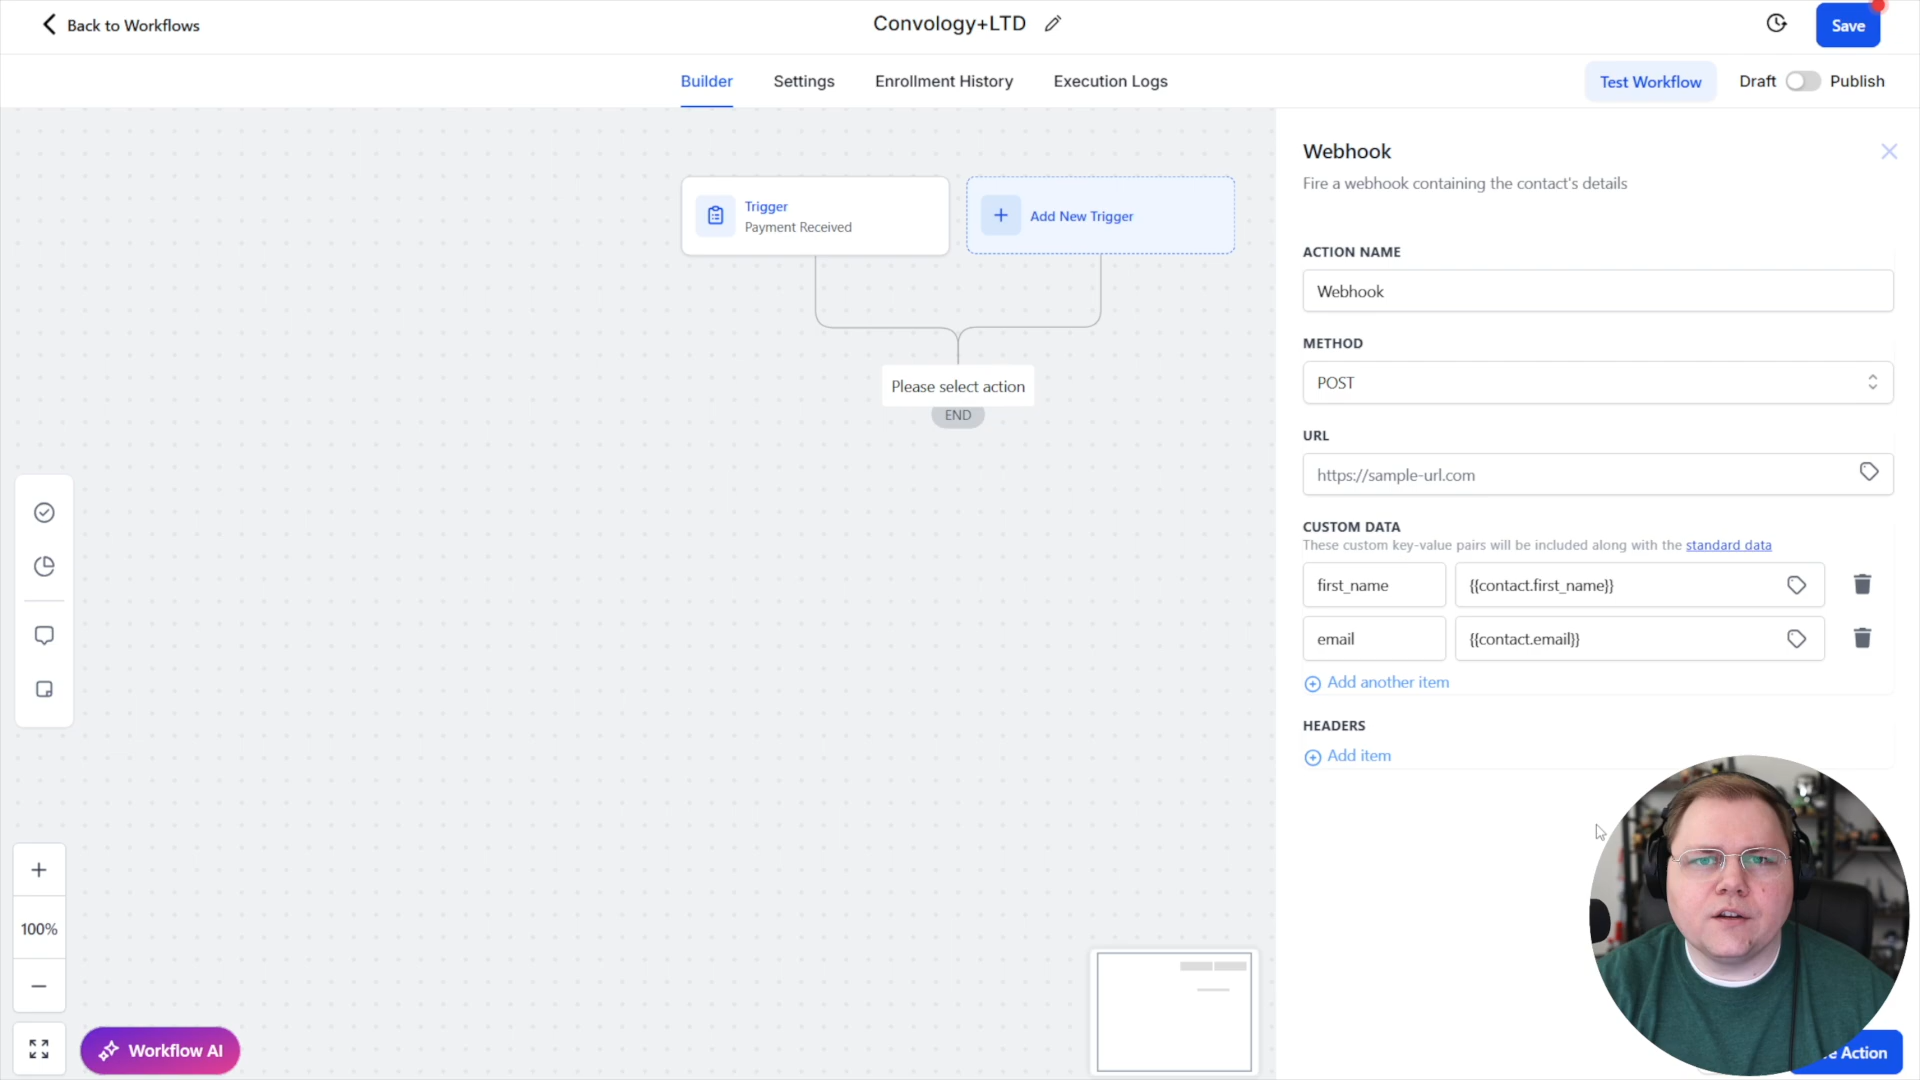 Back to Workflows
Convology+LTD
Save
Builder
Settings
Enrollment History
Execution Logs
Test Workflow
Draft
Publish
Trigger
Payment Received
Add New Trigger
Please select action
END
Webhook
Fire a webhook containing the contact's details
ACTION NAME
Webhook
METHOD
POST
URL
https://sample-url.com
CUSTOM DATA
These custom key-value pairs will be included along with the standard data
first_name
{{contact.first_name}}
email
{{contact.email}}
Add another item
HEADERS
Add item
100%
Workflow AI
Action